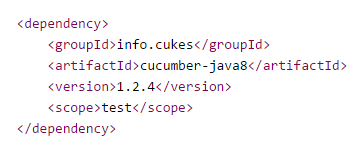 <dependency>
    <groupId>info.cukes</groupId>
    <artifactId>cucumber-java8</artifactId>
    <version>1.2.4</version>
    <scope>test</scope>
</dependency>